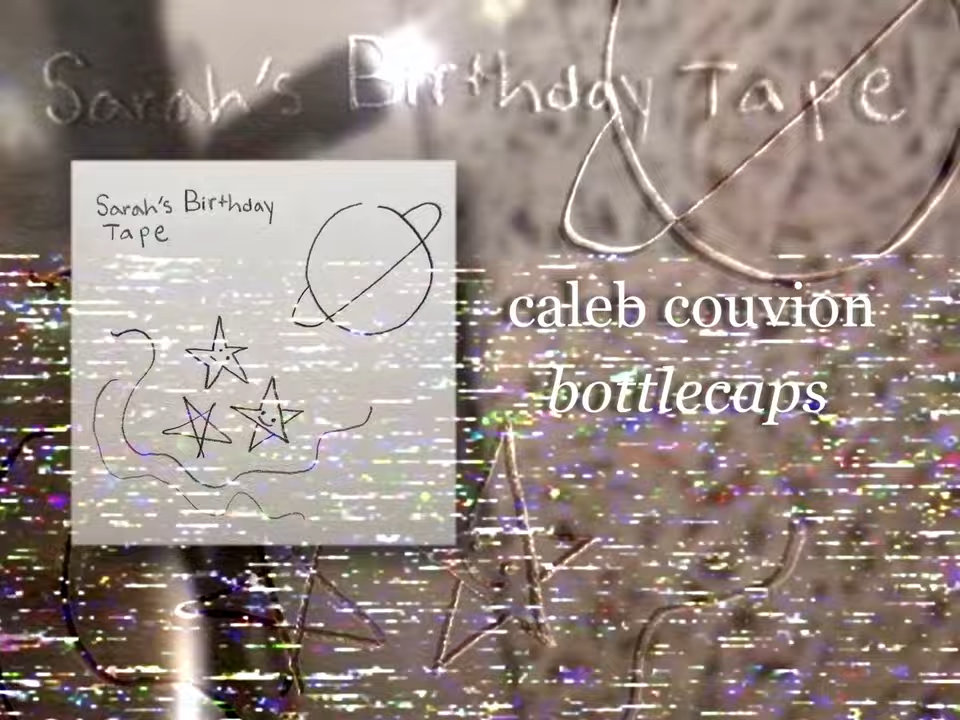 Sarah's Birthday Tape
Sarah's Birthday
Tape
caleb couvion
bottlecaps